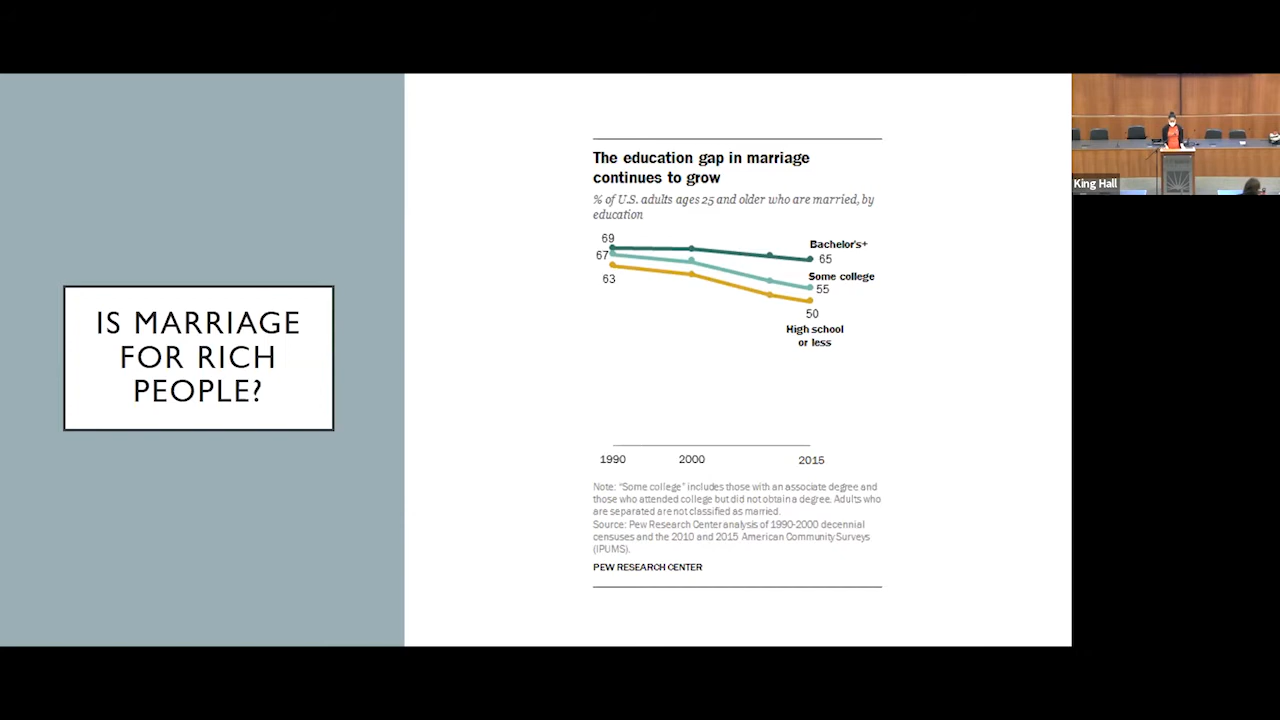 IS MARRIAGE
FOR RICH
PEOPLE?
The education gap in marriage
continues to grow
% of U.S. adults ages 25 and older who are married, by
education
69
67
63
Bachelor's+
65
Some college
55
50
High school
or less
1990
2000
2015
Note: "Some college" includes those with an associate degree and
those who attended college but did not obtain a degree. Adults who
are separated are not classified as married.
Source: Pew Research Center analysis of 1990-2000 decennial
censuses and the 2010 and 2015 American Community Surveys
(IPUMS).
PEW RESEARCH CENTER
King Hall